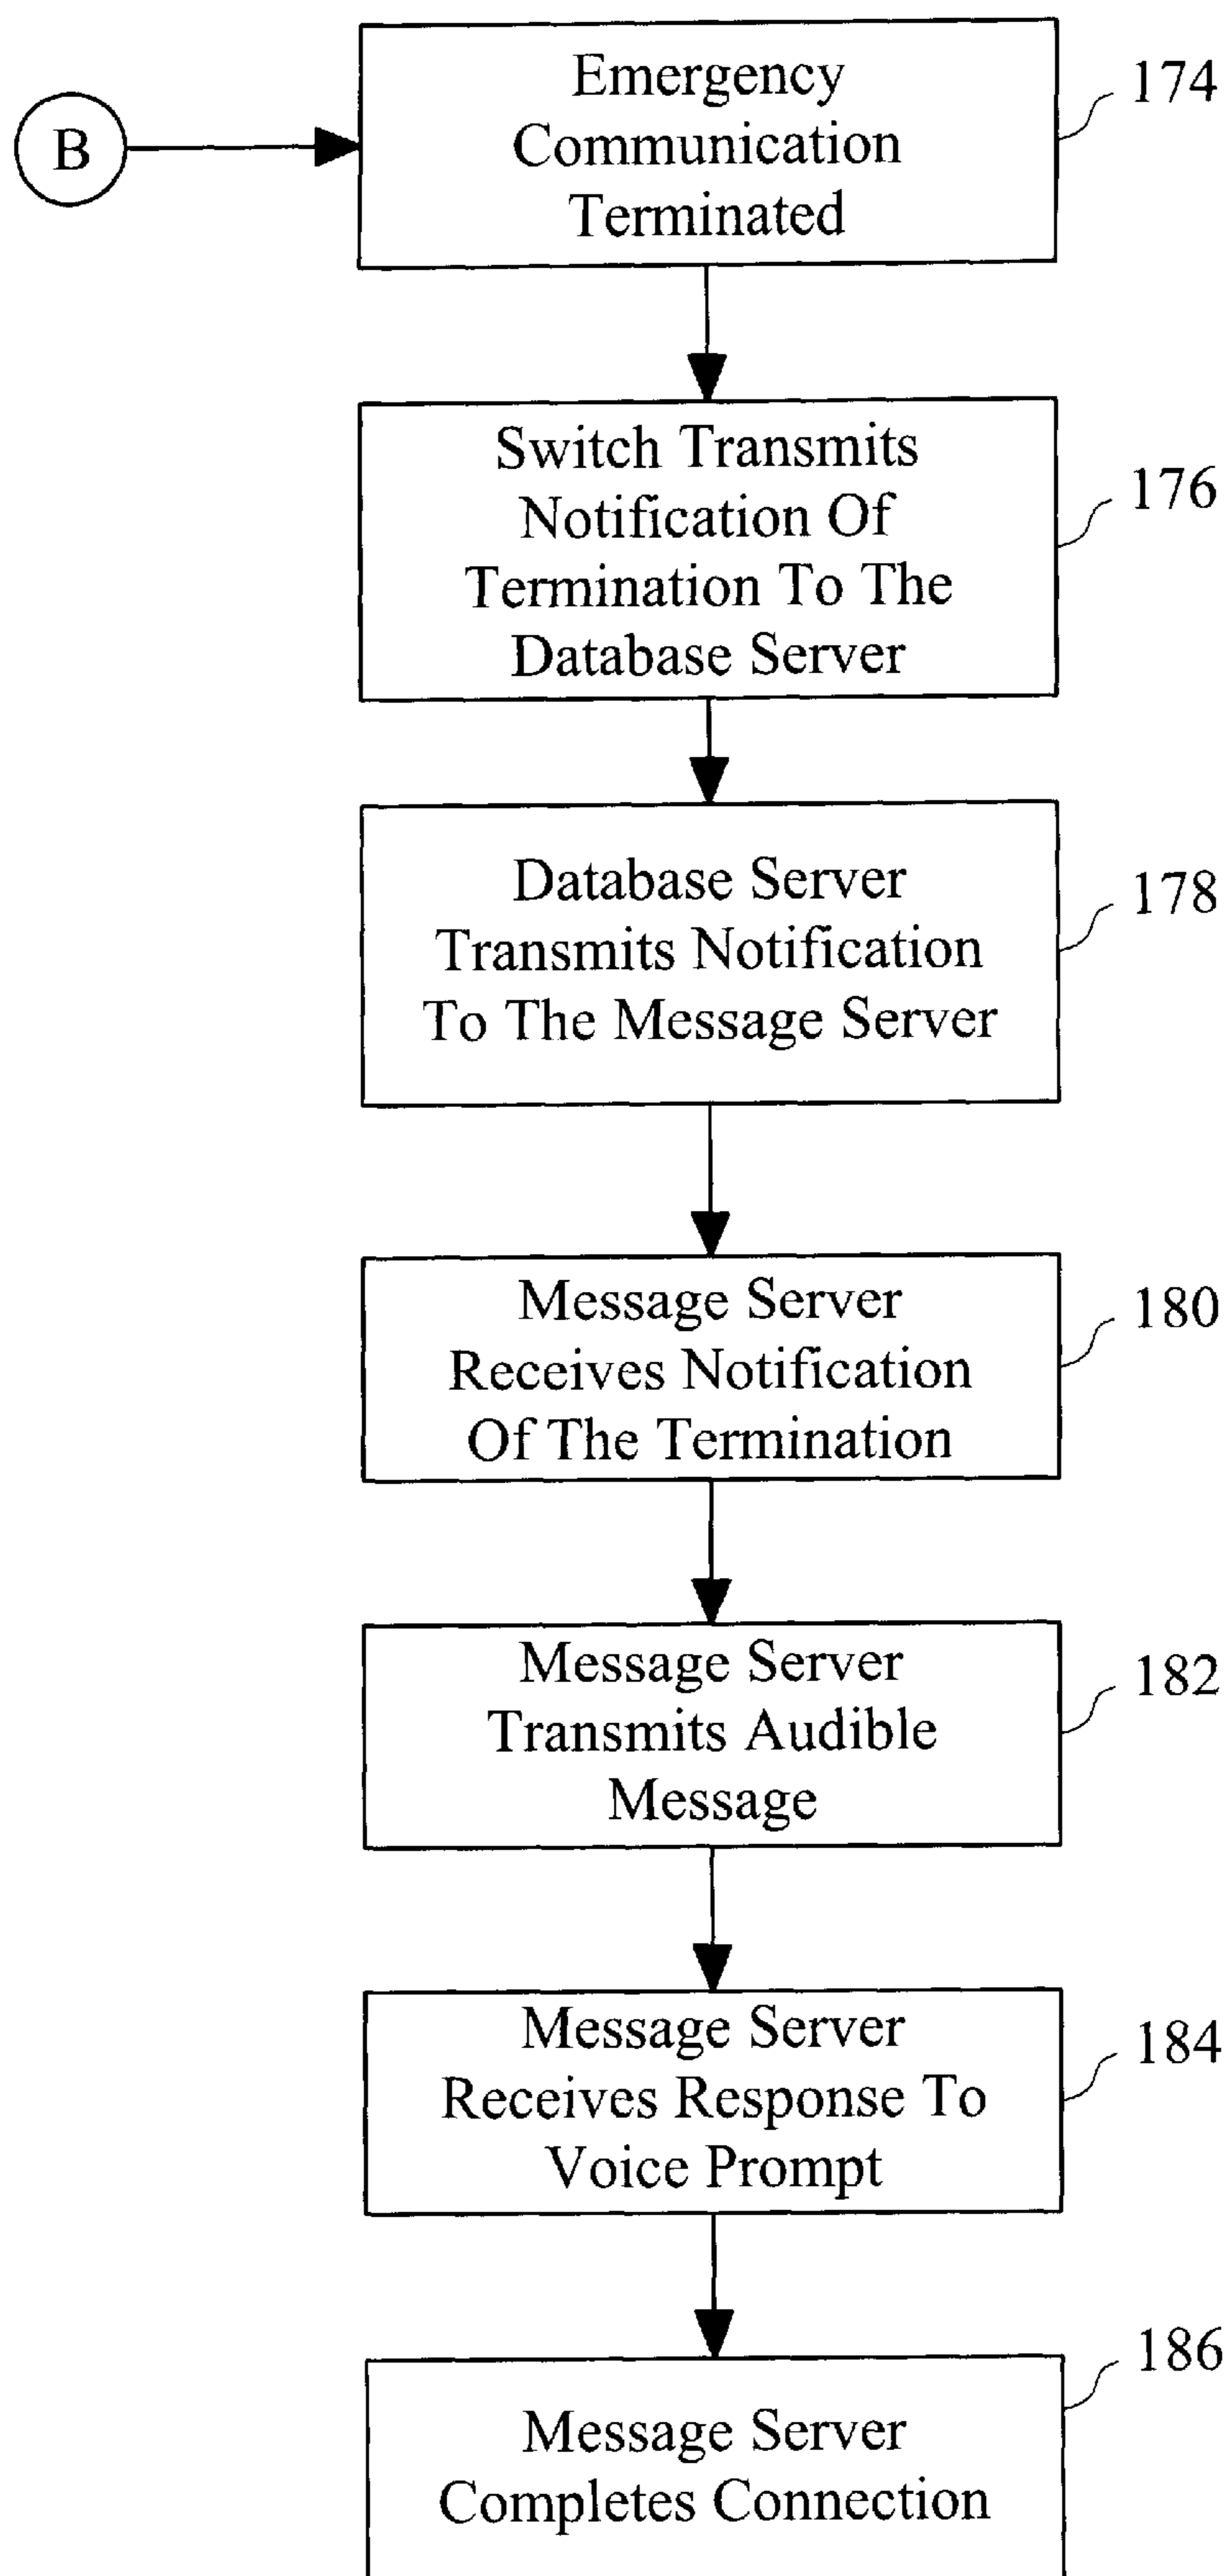 B
Emergency
Communication
Terminated
174
Switch Transmits
Notification Of
Termination To The
Database Server
176
Database Server
Transmits Notification
To The Message Server
178
Message Server
Receives Notification
Of The Termination
180
Message Server
Transmits Audible
Message
182
Message Server
Receives Response To
Voice Prompt
184
Message Server
Completes Connection
186